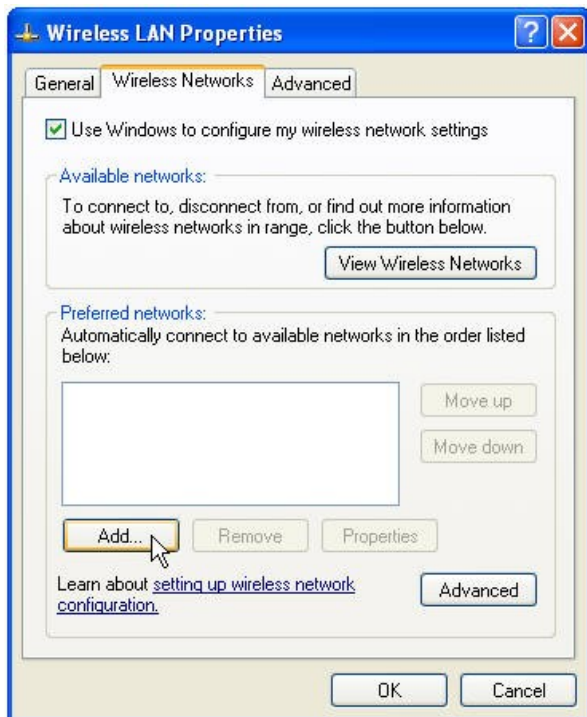 Wireless LAN Properties
General Wireless Networks Advanced
Use Windows to configure my wireless network settings
Available networks:
To connect to, disconnect from, or find out more information
about wireless networks in range, click the button below.
View Wireless Networks
Preferred networks:
Automatically connect to available networks in the order listed
below:
Move up
Move down
Add... Remove Properties
Learn about setting up wireless network
configuration.
Advanced
OK Cancel